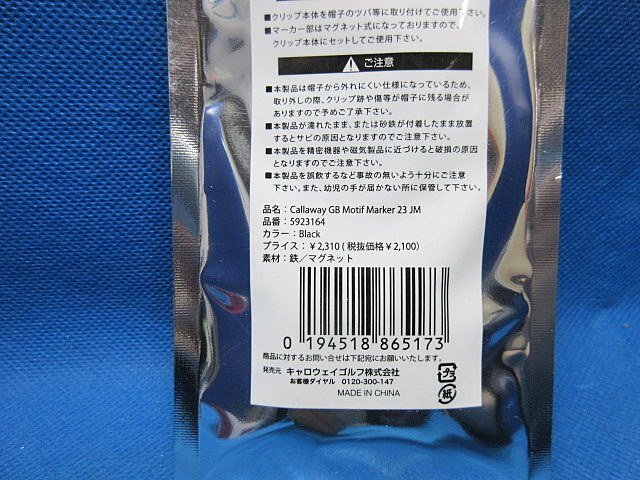 ■クリップ本体を帽子のツバ等に取り付けてご使用下さい。
■マーカー部はマグネット式になっておりますので、
クリップ本体にセットしてご使用下さい。
ご注意
■本製品は帽子から外れにくい仕様になっているため、
取り外しの際、クリップ跡や傷等が帽子に残る場合が
ありますので予めご了承下さい。
■本製品が濡れたまま、または砂鉄が付着したまま放置
するとサビの原因となりますのでご注意下さい。
■本製品を精密機器や磁気製品に近づけると破損の原因
となりますのでご注意下さい。
■本製品を誤飲するなど事故の無いよう十分にご注意下
さい。また、幼児の手が届かない所に保管して下さい。
品名：Callaway GB Motif Marker 23 JM
品番：5923164
カラー：Black
プライス：￥2,310 ( 税抜価格￥2,100)
素材：鉄／マグネット
0 194518 865173
商品に対するお問い合せは下記宛にお願いいたします。
発売元 キャロウェイゴルフ株式会社
お客様ダイヤル 0120-300-147
MADE IN CHINA
プラ
紙